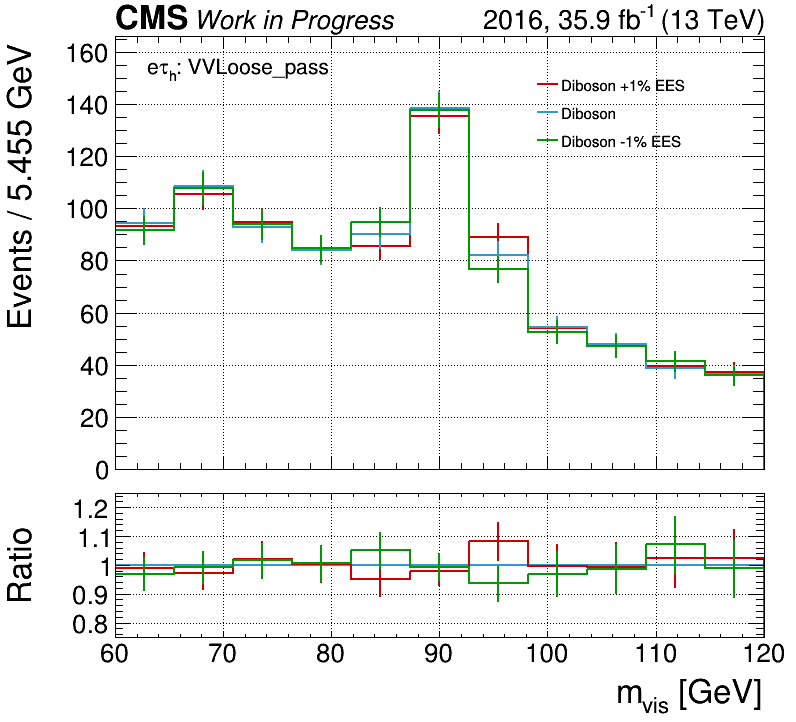 CMS Work in Progress 2016, 35.9 fb⁻¹ (13 TeV)
eτₕ: VVLoose_pass
Diboson +1% EES
Diboson
Diboson -1% EES
Events / 5.455 GeV
160
140
120
100
80
60
40
20
0
Ratio
1.2
1.1
1
0.9
0.8
60 70 80 90 100 110 120
m_vis [GeV]